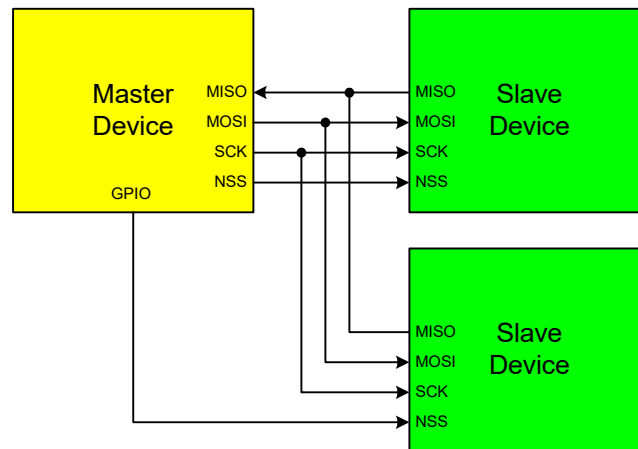 Master
Device
MISO
MOSI
SCK
NSS
GPIO
MISO
MOSI
SCK
NSS
Slave
Device
MISO
MOSI
SCK
NSS
Slave
Device